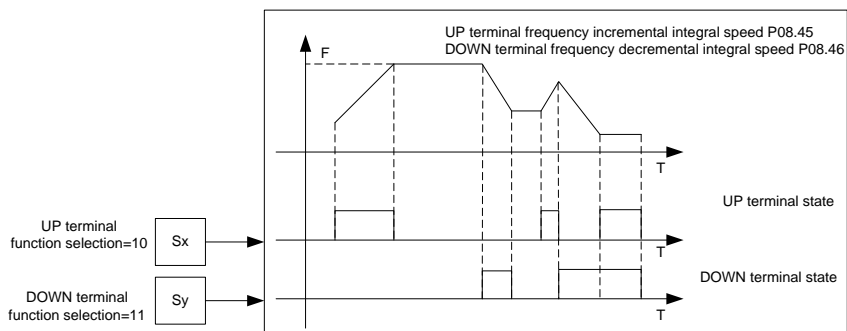 UP terminal frequency incremental integral speed P08.45
DOWN terminal frequency decremental integral speed P08.46
F
T
UP terminal state
UP terminal
function selection=10
Sx
T
DOWN terminal state
DOWN terminal
function selection=11
Sy
T